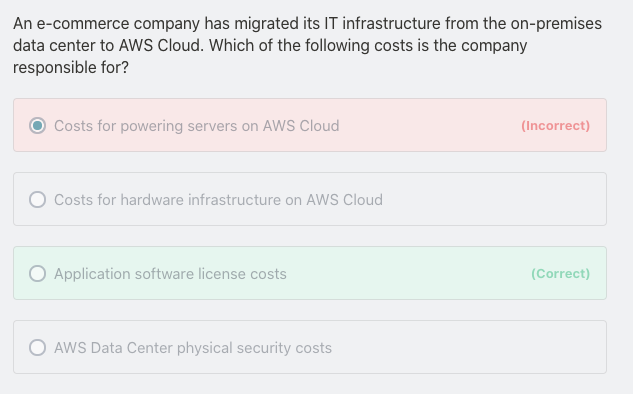 An e-commerce company has migrated its IT infrastructure from the on-premises
data center to AWS Cloud. Which of the following costs is the company
responsible for?
Costs for powering servers on AWS Cloud (Incorrect)
Costs for hardware infrastructure on AWS Cloud
Application software license costs (Correct)
AWS Data Center physical security costs